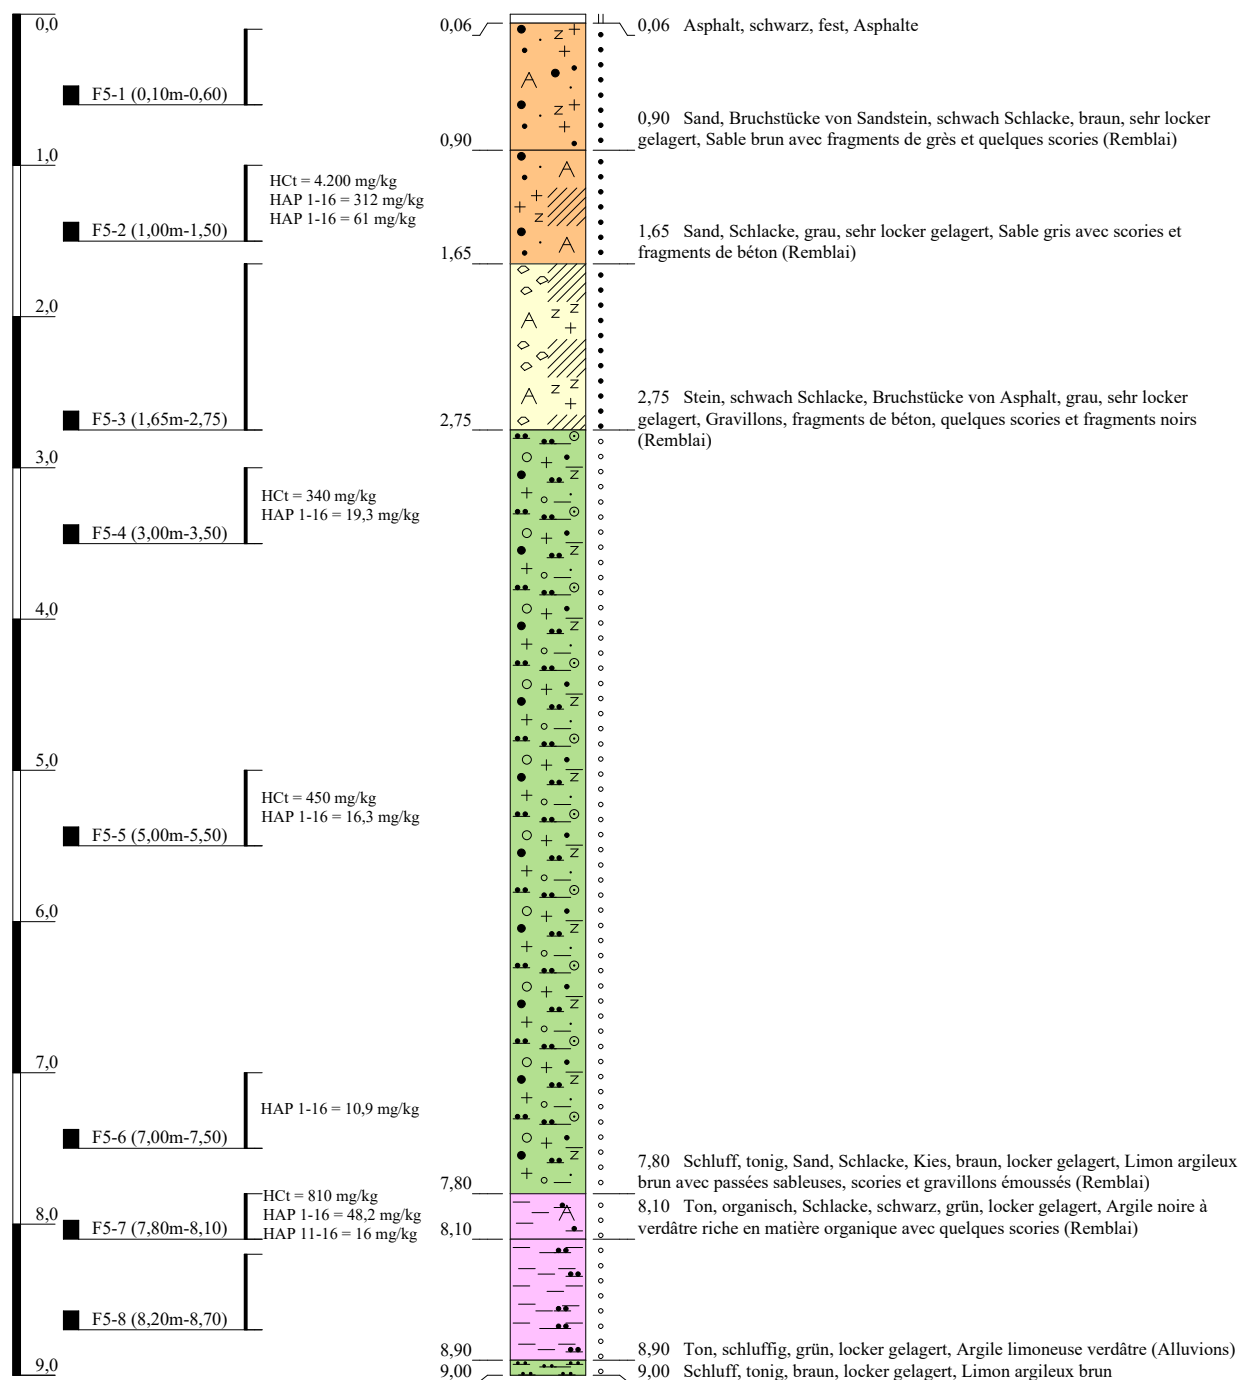 0,0
0,06
0,06 Asphalt, schwarz, fest, Asphalte
F5-1 (0,10m-0,60)
0,90
0,90 Sand, Bruchstücke von Sandstein, schwach Schlacke, braun, sehr locker
gelagert, Sable brun avec fragments de grès et quelques scories (Remblai)
1,0
HCt = 4.200 mg/kg
HAP 1-16 = 312 mg/kg
HAP 1-16 = 61 mg/kg
F5-2 (1,00m-1,50)
1,65
1,65 Sand, Schlacke, grau, sehr locker gelagert, Sable gris avec scories et
fragments de béton (Remblai)
2,0
F5-3 (1,65m-2,75)
2,75
2,75 Stein, schwach Schlacke, Bruchstücke von Asphalt, grau, sehr locker
gelagert, Gravillons, fragments de béton, quelques scories et fragments noirs
(Remblai)
3,0
HCt = 340 mg/kg
HAP 1-16 = 19,3 mg/kg
F5-4 (3,00m-3,50)
4,0
5,0
HCt = 450 mg/kg
HAP 1-16 = 16,3 mg/kg
F5-5 (5,00m-5,50)
6,0
7,0
HAP 1-16 = 10,9 mg/kg
F5-6 (7,00m-7,50)
7,80
7,80 Schluff, tonig, Sand, Schlacke, Kies, braun, locker gelagert, Limon argileux
brun avec passées sableuses, scories et gravillons émoussés (Remblai)
HCt = 810 mg/kg
HAP 1-16 = 48,2 mg/kg
HAP 11-16 = 16 mg/kg
8,0
F5-7 (7,80m-8,10)
8,10
8,10 Ton, organisch, Schlacke, schwarz, grün, locker gelagert, Argile noire à
verdâtre riche en matière organique avec quelques scories (Remblai)
F5-8 (8,20m-8,70)
8,90
8,90 Ton, schluffig, grün, locker gelagert, Argile limoneuse verdâtre (Alluvions)
9,0
9,00
9,00 Schluff, tonig, braun, locker gelagert, Limon argileux brun